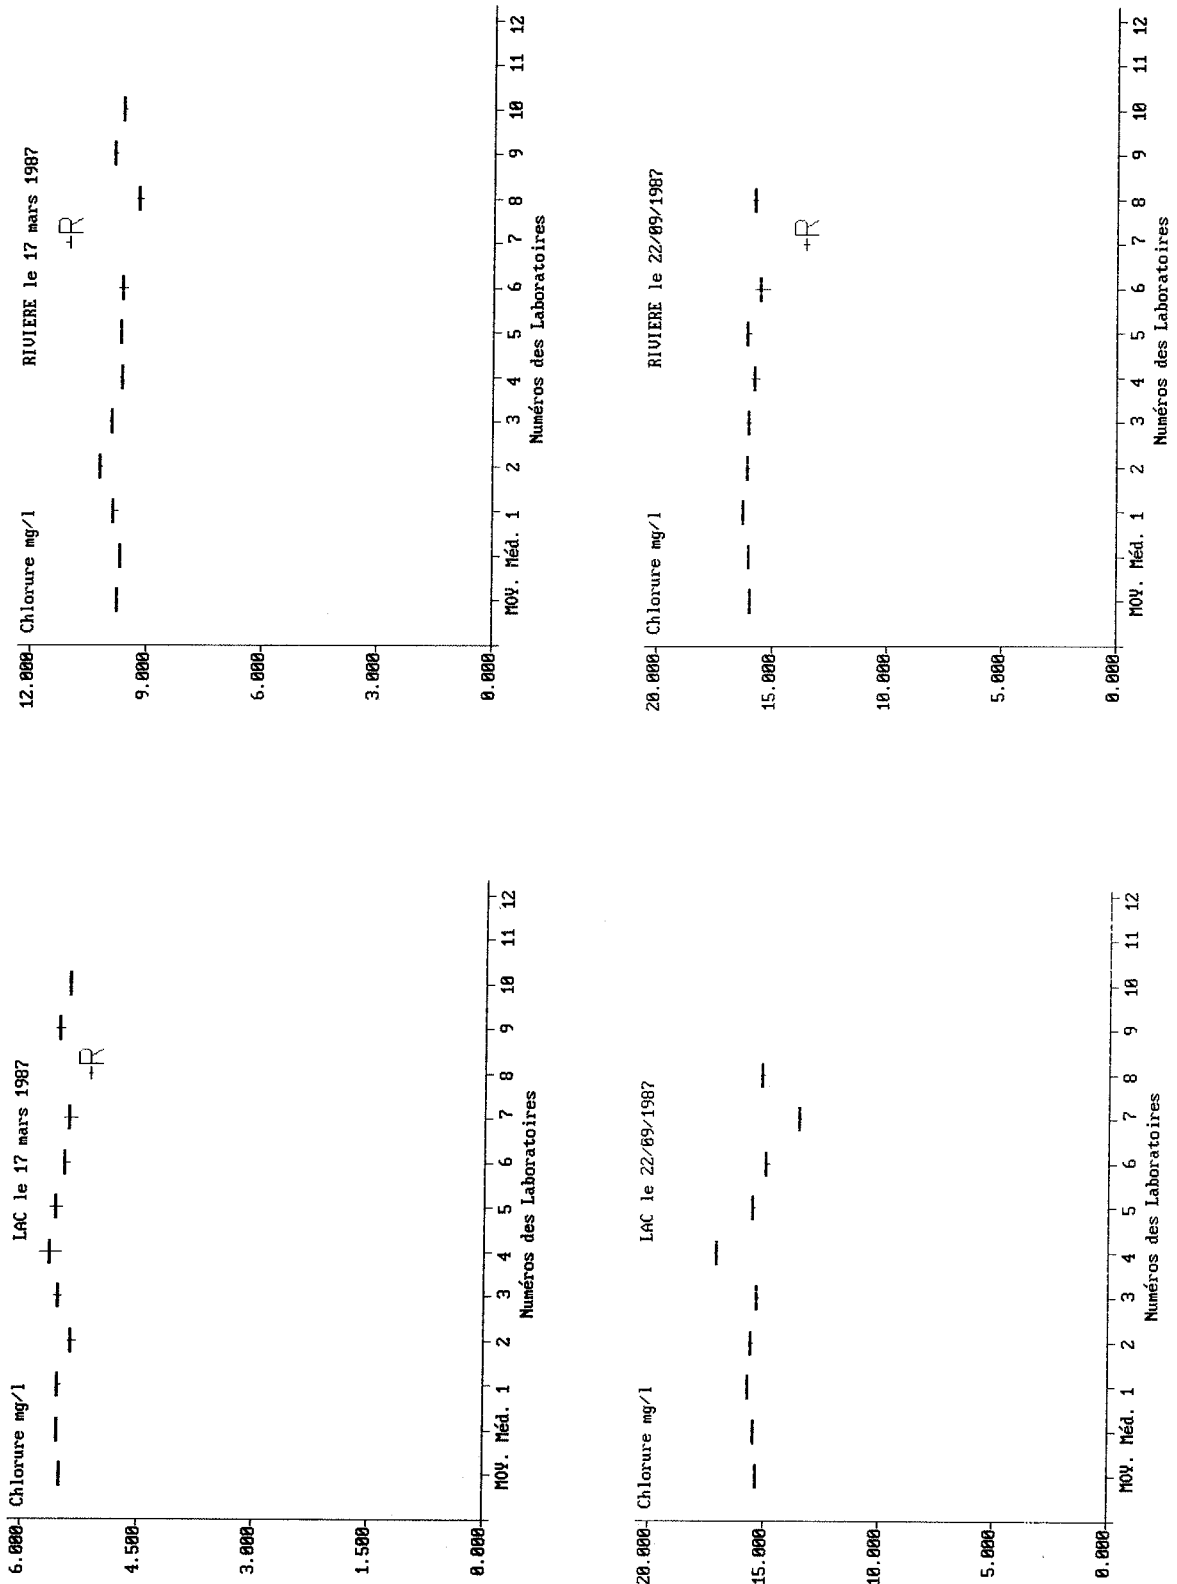 Chlorure mg/l
LAC le 17 mars 1987
6.000
4.500
3.000
1.500
0.000
R
MOY. Méd. 1 2 3 4 5 6 7 8 9 10 11 12
Numéros des Laboratoires
Chlorure mg/l
RIVIERE le 17 mars 1987
12.000
9.000
6.000
3.000
0.000
R
MOY. Méd. 1 2 3 4 5 6 7 8 9 10 11 12
Numéros des Laboratoires
Chlorure mg/l
LAC le 22/09/1987
20.000
15.000
10.000
5.000
0.000
MOY. Méd. 1 2 3 4 5 6 7 8 9 10 11 12
Numéros des Laboratoires
Chlorure mg/l
RIVIERE le 22/09/1987
20.000
15.000
10.000
5.000
0.000
R
MOY. Méd. 1 2 3 4 5 6 7 8 9 10 11 12
Numéros des Laboratoires